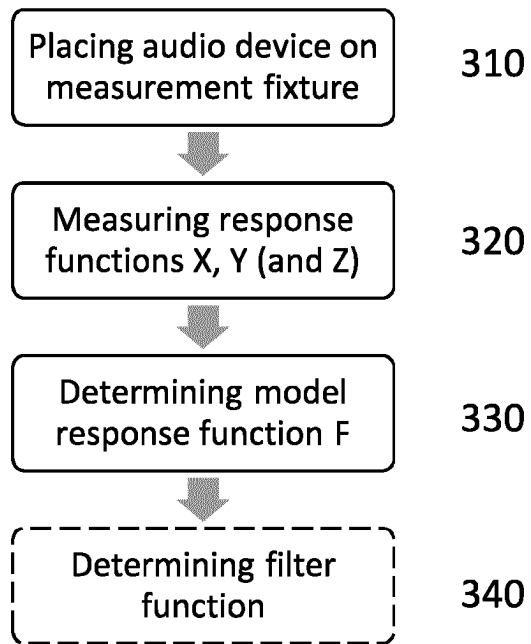 Placing audio device on
measurement fixture
310
Measuring response
functions X, Y (and Z)
320
Determining model
response function F
330
Determining filter
function
340